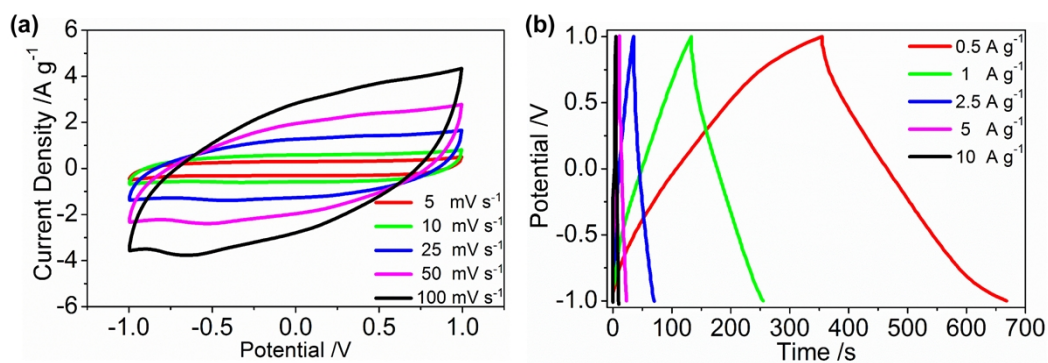 (a)
Current Density /A g⁻¹
6
4
2
0
-2
-4
-6
-1.0 -0.5 0.0 0.5 1.0
Potential /V
5 mV s⁻¹
10 mV s⁻¹
25 mV s⁻¹
50 mV s⁻¹
100 mV s⁻¹
(b)
Potential /V
1.0
0.5
0.0
-0.5
-1.0
0 100 200 300 400 500 600 700
Time /s
0.5 A g⁻¹
1 A g⁻¹
2.5 A g⁻¹
5 A g⁻¹
10 A g⁻¹